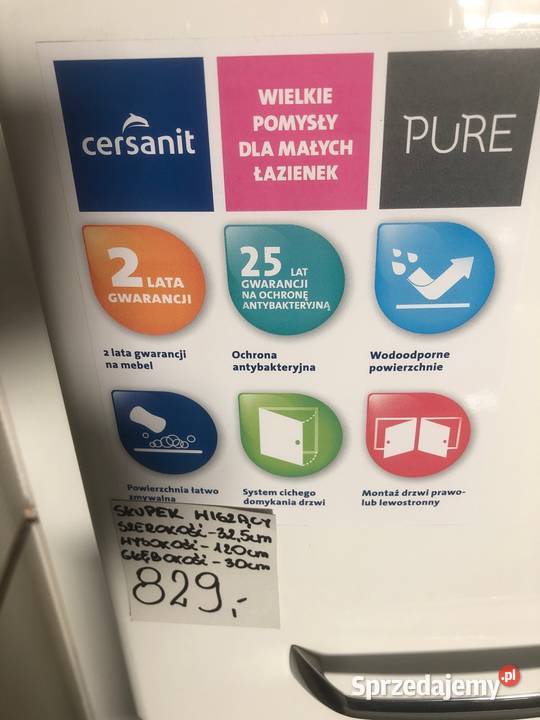 cersanit
WIELKIE
POMYSŁY
DLA MAŁYCH
ŁAZIENEK
PURE
2 LATA
GWARANCJI
25 LAT
GWARANCJI
NA OCHRONĘ
ANTYBAKTERYJNĄ
2 lata gwarancji
na mebel
Ochrona
antybakteryjna
Wodoodporne
powierzchnie
Powierzchnia łatwo
zmywalna
System cichego
domykania drzwi
Montaż drzwi prawo-
lub lewostronny
SŁUPEK WISZĄCY
SZEROKOŚĆ - 32,5cm
WYSOKOŚĆ - 120cm
GŁĘBOKOŚĆ - 30cm
829,-
Sprzedajemy.pl